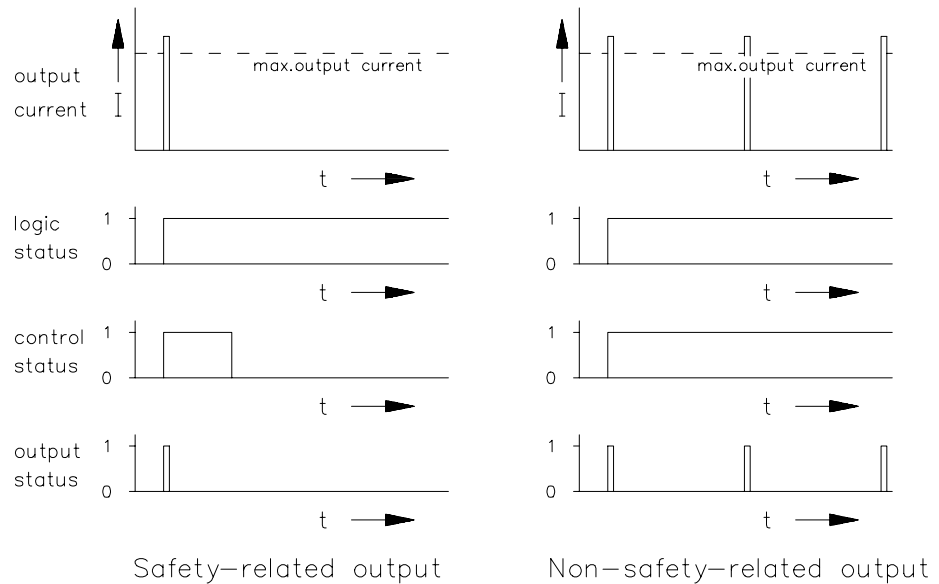 output
current I
max.output current
t
logic
status
1
0
t
control
status
1
0
t
output
status
1
0
t
Safety-related output
I
max.output current
t
1
0
t
1
0
t
1
0
t
Non-safety-related output